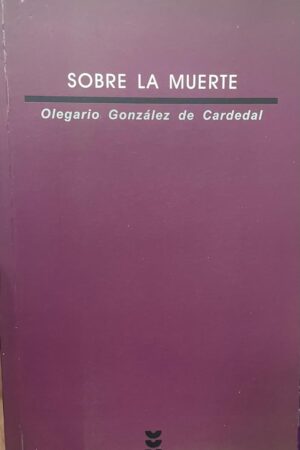 SOBRE LA MUERTE
Olegario González de Cardedal